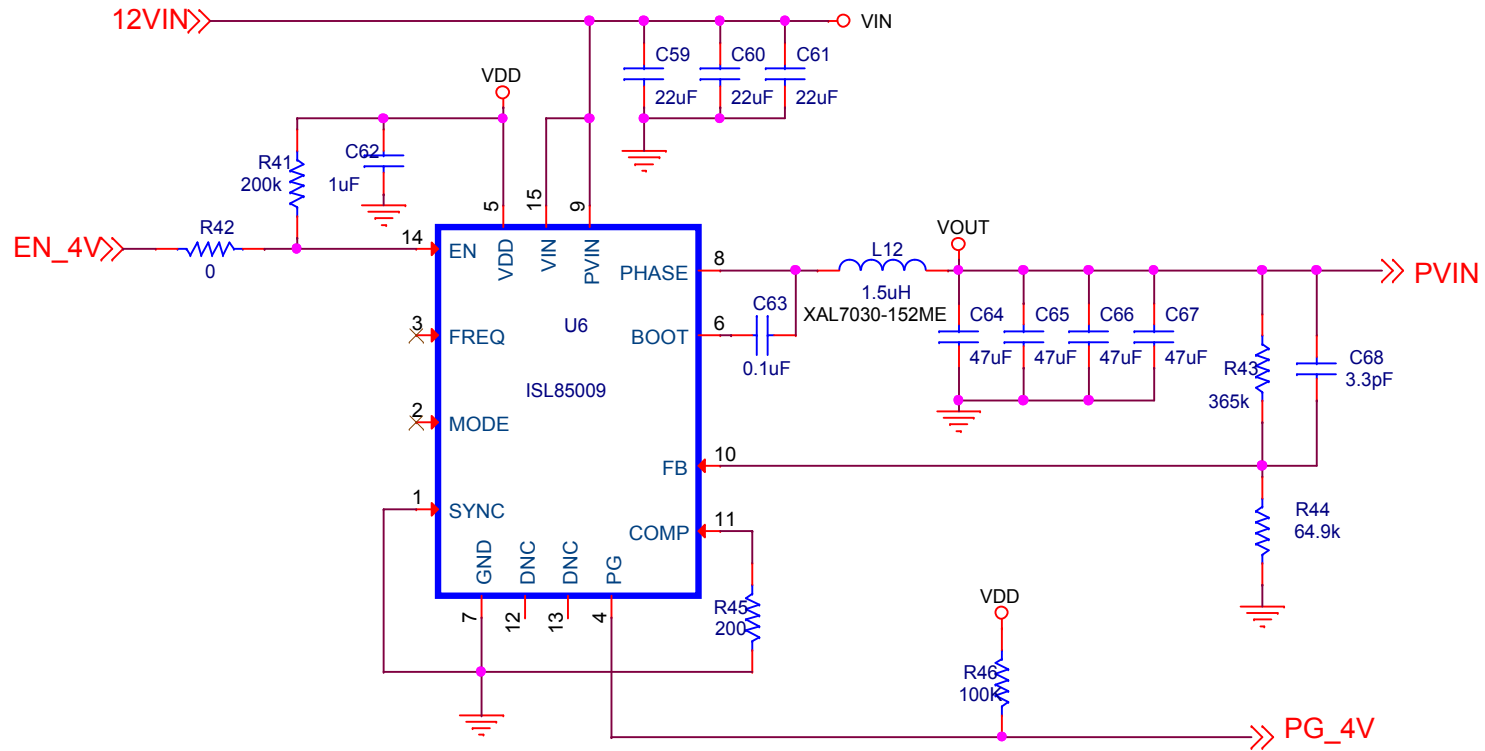 12VIN
VIN
C59
C60
C61
22uF
22uF
22uF
VDD
R41
200k
C62
1uF
5
15
9
EN_4V
R42
0
14
EN
VDD
VIN
PVIN
PHASE
8
VOUT
L12
1.5uH
XAL7030-152ME
PVIN
3
FREQ
U6
BOOT
6
C63
0.1uF
C64
C65
C66
C67
47uF
47uF
47uF
47uF
R43
365k
C68
3.3pF
ISL85009
2
MODE
FB
10
1
SYNC
COMP
11
R44
64.9k
GND
DNC
DNC
PG
7
12
13
4
R45
200
VDD
R46
100K
PG_4V